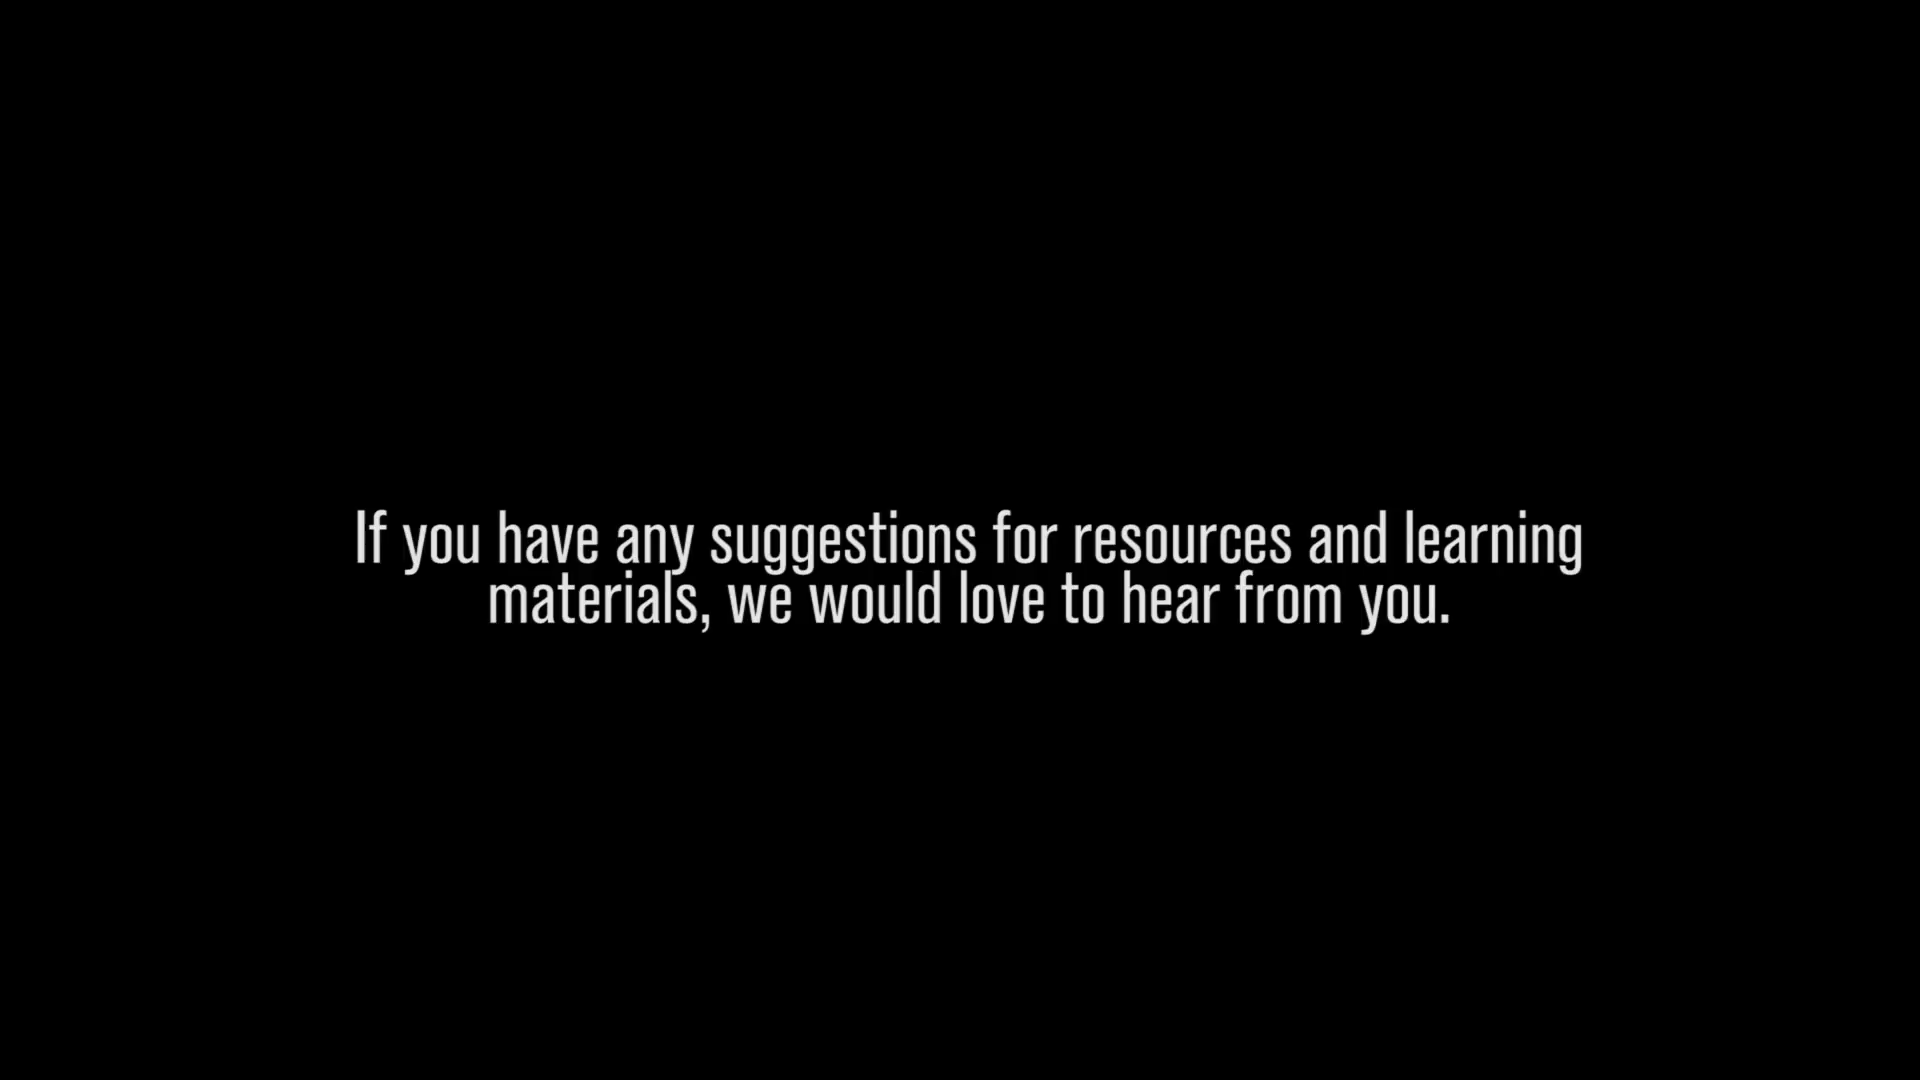 If you have any suggestions for resources and learning
materials, we would love to hear from you.